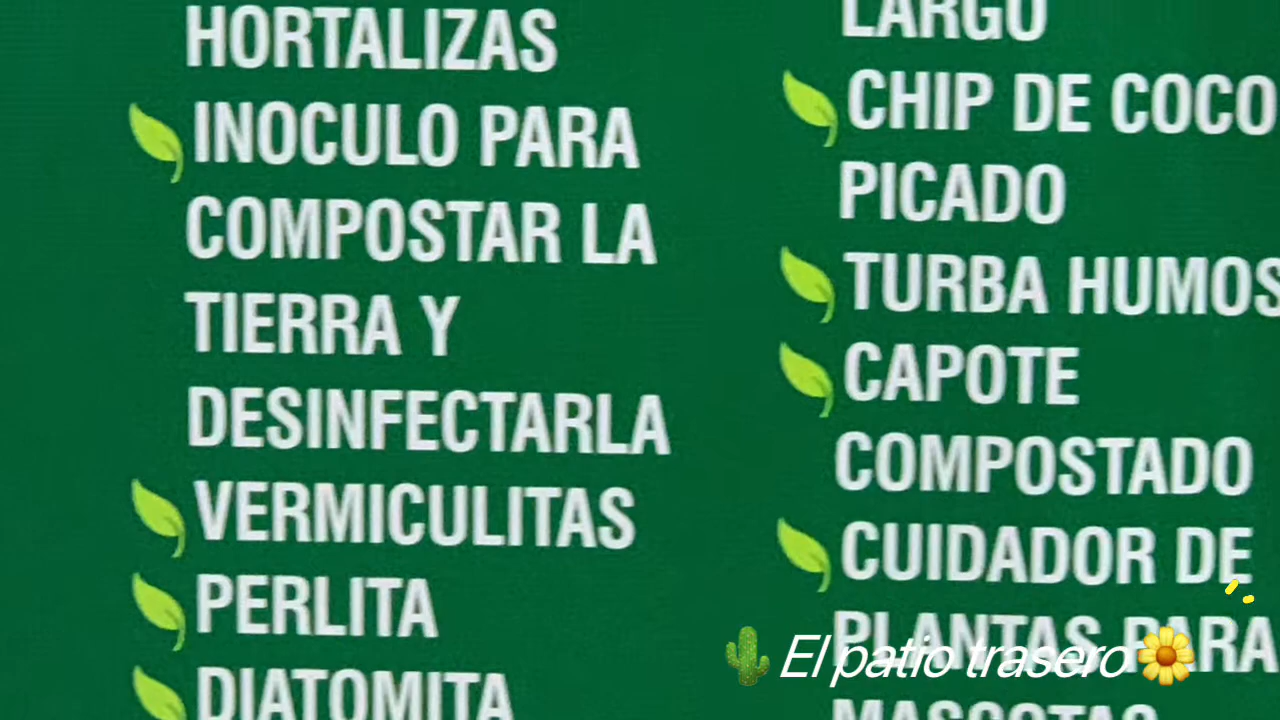 HORTALIZAS
INOCULO PARA
COMPOSTAR LA
TIERRA Y
DESINFECTARLA
VERMICULITAS
PERLITA
DIATOMITA
LARGO
CHIP DE COCO
PICADO
TURBA HUMOS
CAPOTE
COMPOSTADO
CUIDADOR DE
PLANTAS PARA
MASCOTAS
El patio trasero